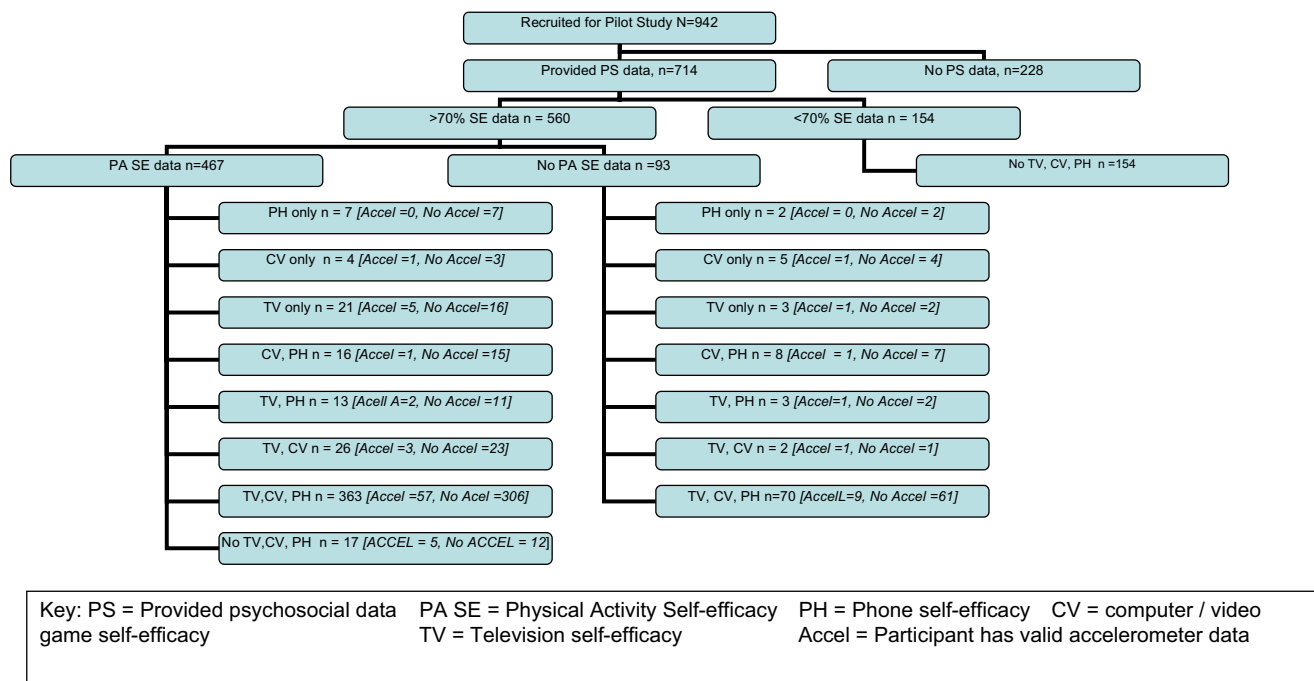 Recruited for Pilot Study N=942
Provided PS data, n=714
No PS data, n=228
>70% SE data n = 560
<70% SE data n = 154
PA SE data n=467
No PA SE data n =93
No TV, CV, PH  n =154
PH only n = 7 [Accel =0, No Accel =7]
PH only n = 2 [Accel = 0, No Accel = 2]
CV only  n = 4 [Accel =1, No Accel =3]
CV only n = 5 [Accel =1, No Accel = 4]
TV only n = 21 [Accel =5, No Accel=16]
TV only n = 3 [Accel =1, No Accel =2]
CV, PH n = 16 [Accel =1, No Accel =15]
CV, PH n = 8 [Accel  = 1, No Accel = 7]
TV, PH n = 13 [Acell A=2, No Accel =11]
TV, PH n = 3 [Accel=1, No Accel =2]
TV, CV n = 26 [Accel =3, No Accel =23]
TV, CV n = 2 [Accel =1, No Accel =1]
TV,CV, PH n = 363 [Accel =57, No Acel =306]
TV, CV, PH n=70 [AccelL=9, No Acel =61]
No TV,CV, PH  n = 17 [ACCEL = 5, No ACCEL = 12]
Key: PS = Provided psychosocial data PA SE = Physical Activity Self-efficacy PH = Phone self-efficacy CV = computer / video
game self-efficacy TV = Television self-efficacy Accel = Participant has valid accelerometer data